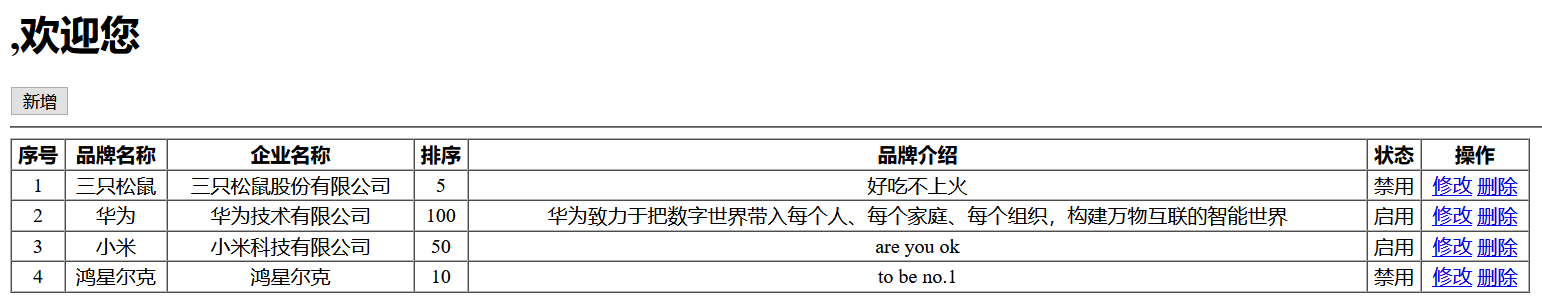 ,欢迎您
新增
序号 品牌名称 企业名称 排序 品牌介绍 状态 操作
1 三只松鼠 三只松鼠股份有限公司 5 好吃不上火 禁用 修改 删除
2 华为 华为技术有限公司 100 华为致力于把数字世界带入每个人、每个家庭、每个组织，构建万物互联的智能世界 启用 修改 删除
3 小米 小米科技有限公司 50 are you ok 启用 修改 删除
4 鸿星尔克 鸿星尔克 10 to be no.1 禁用 修改 删除